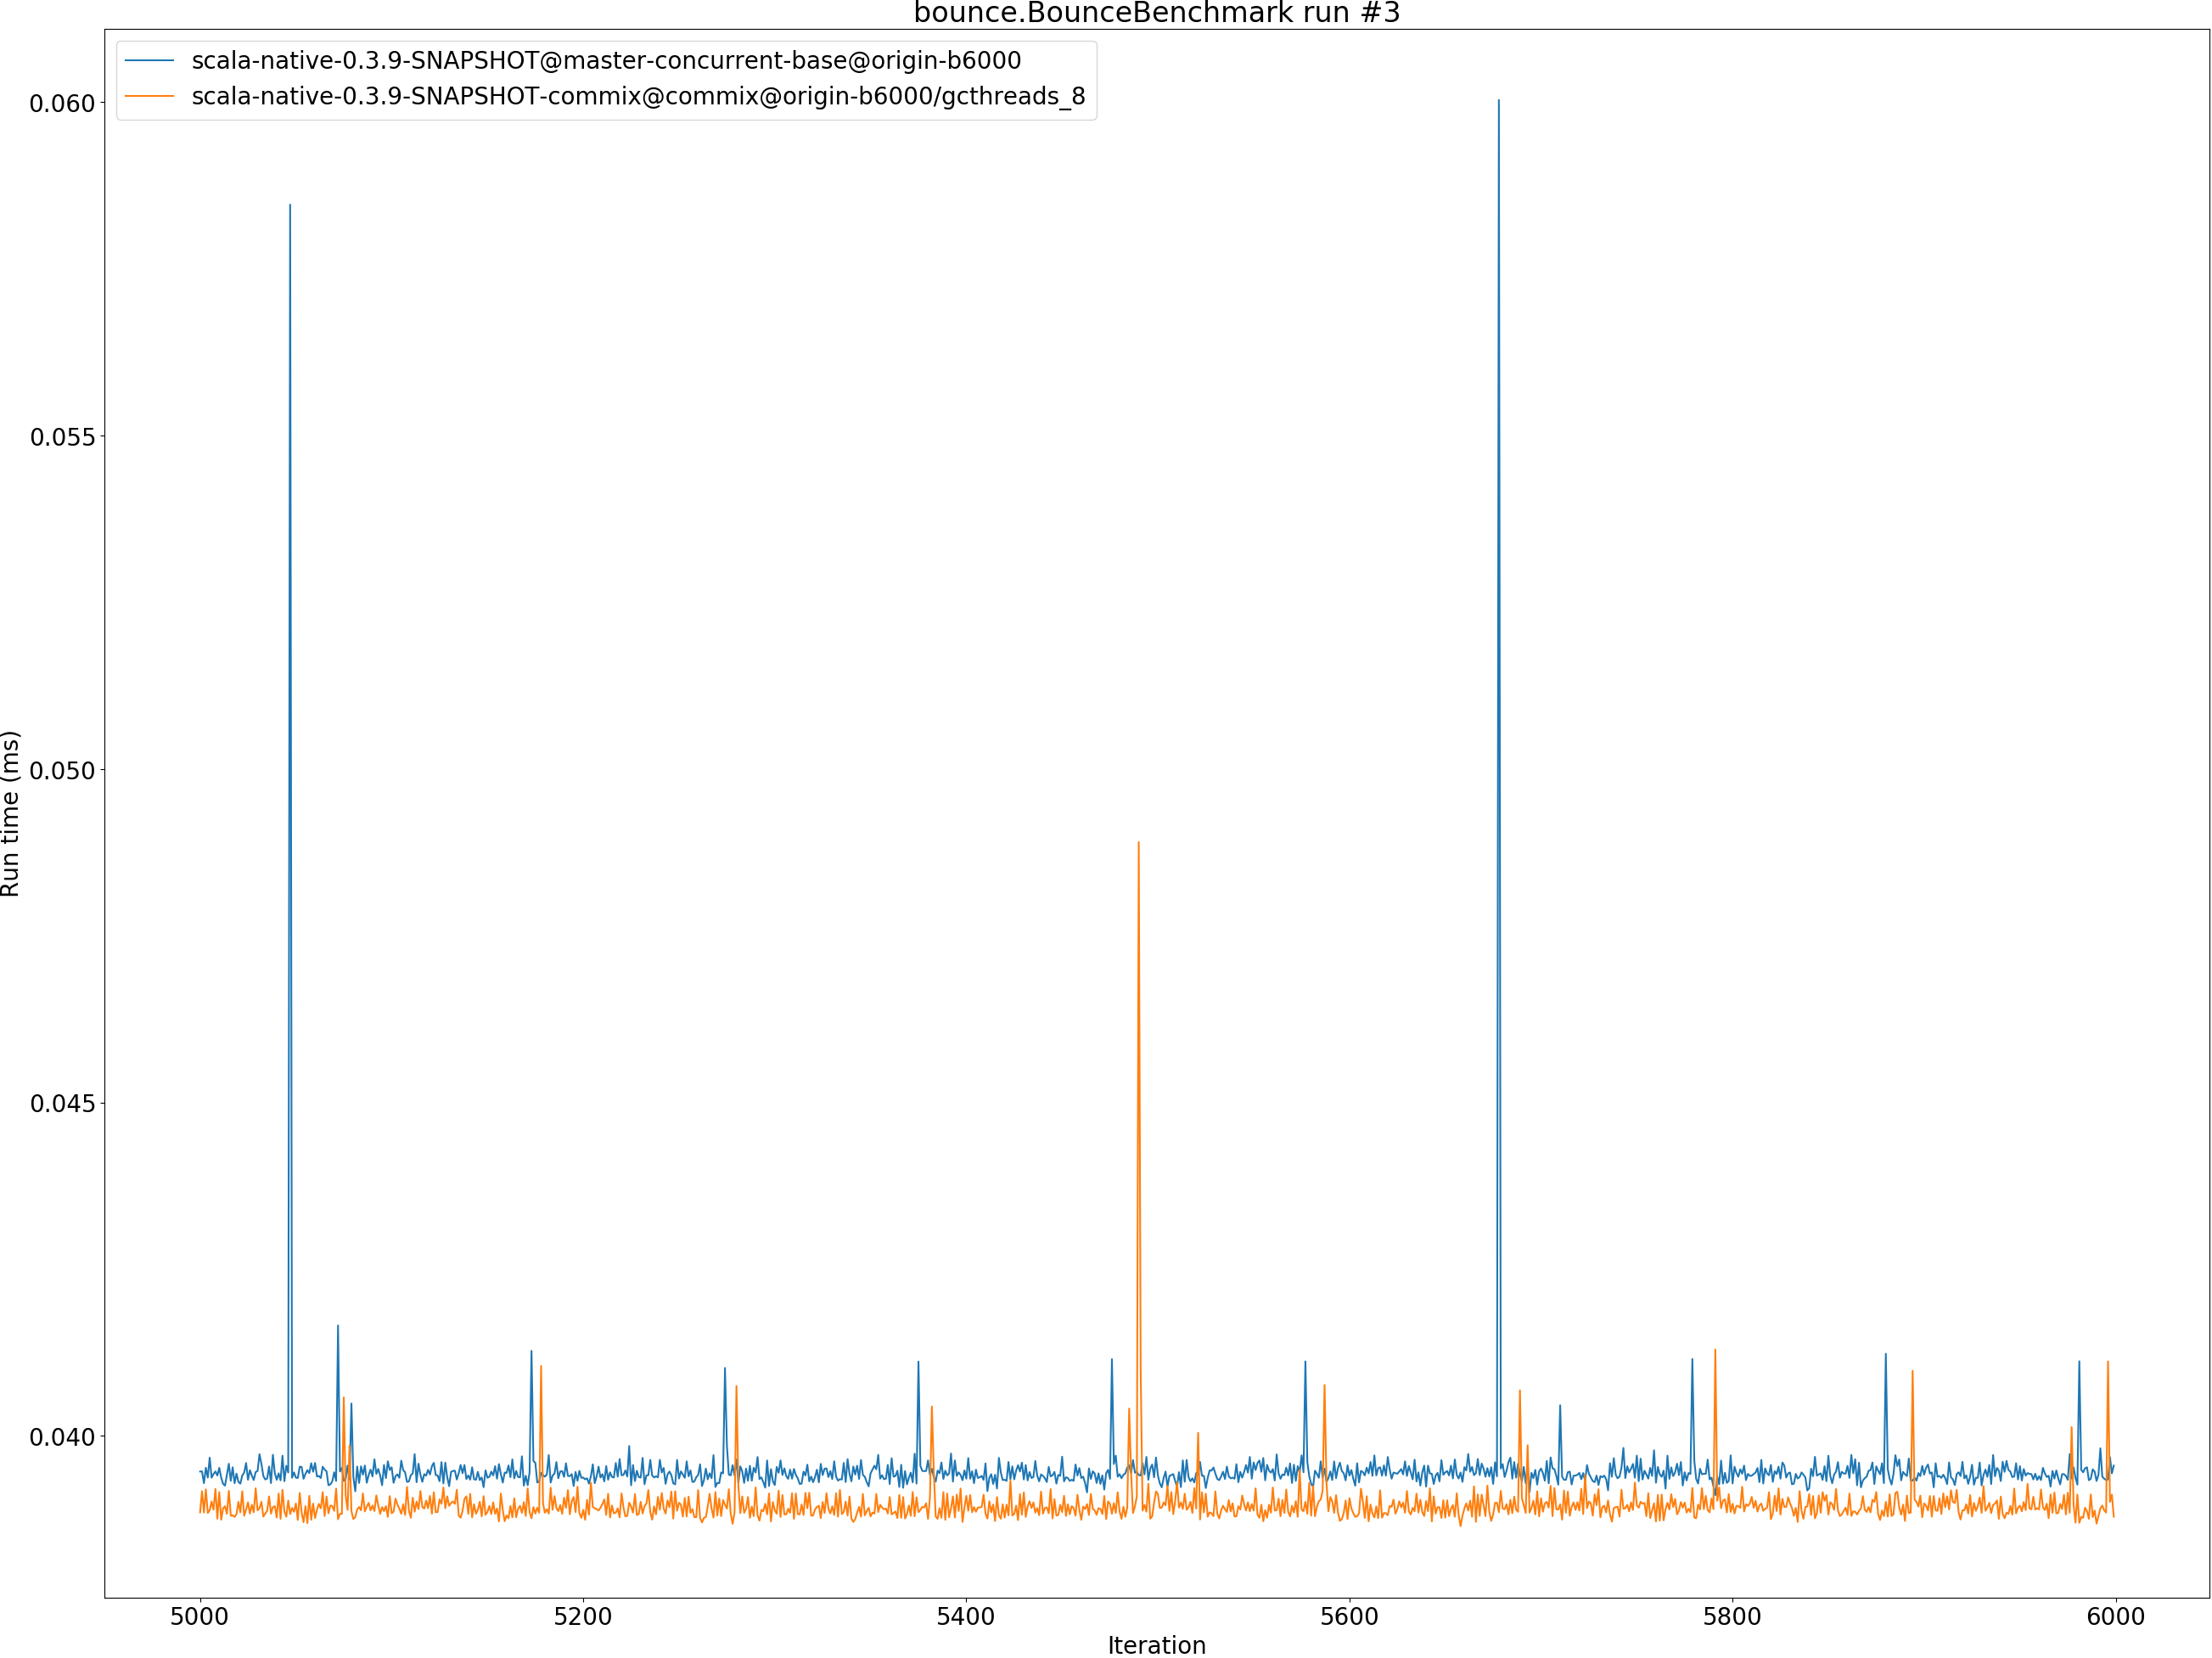 bounce.BounceBenchmark run #3
scala-native-0.3.9-SNAPSHOT@master-concurrent-base@origin-b6000
scala-native-0.3.9-SNAPSHOT-commix@commix@origin-b6000/gcthreads_8
0.060
0.055
0.050
0.045
0.040
Run time (ms)
5000 5200 5400 5600 5800 6000
Iteration